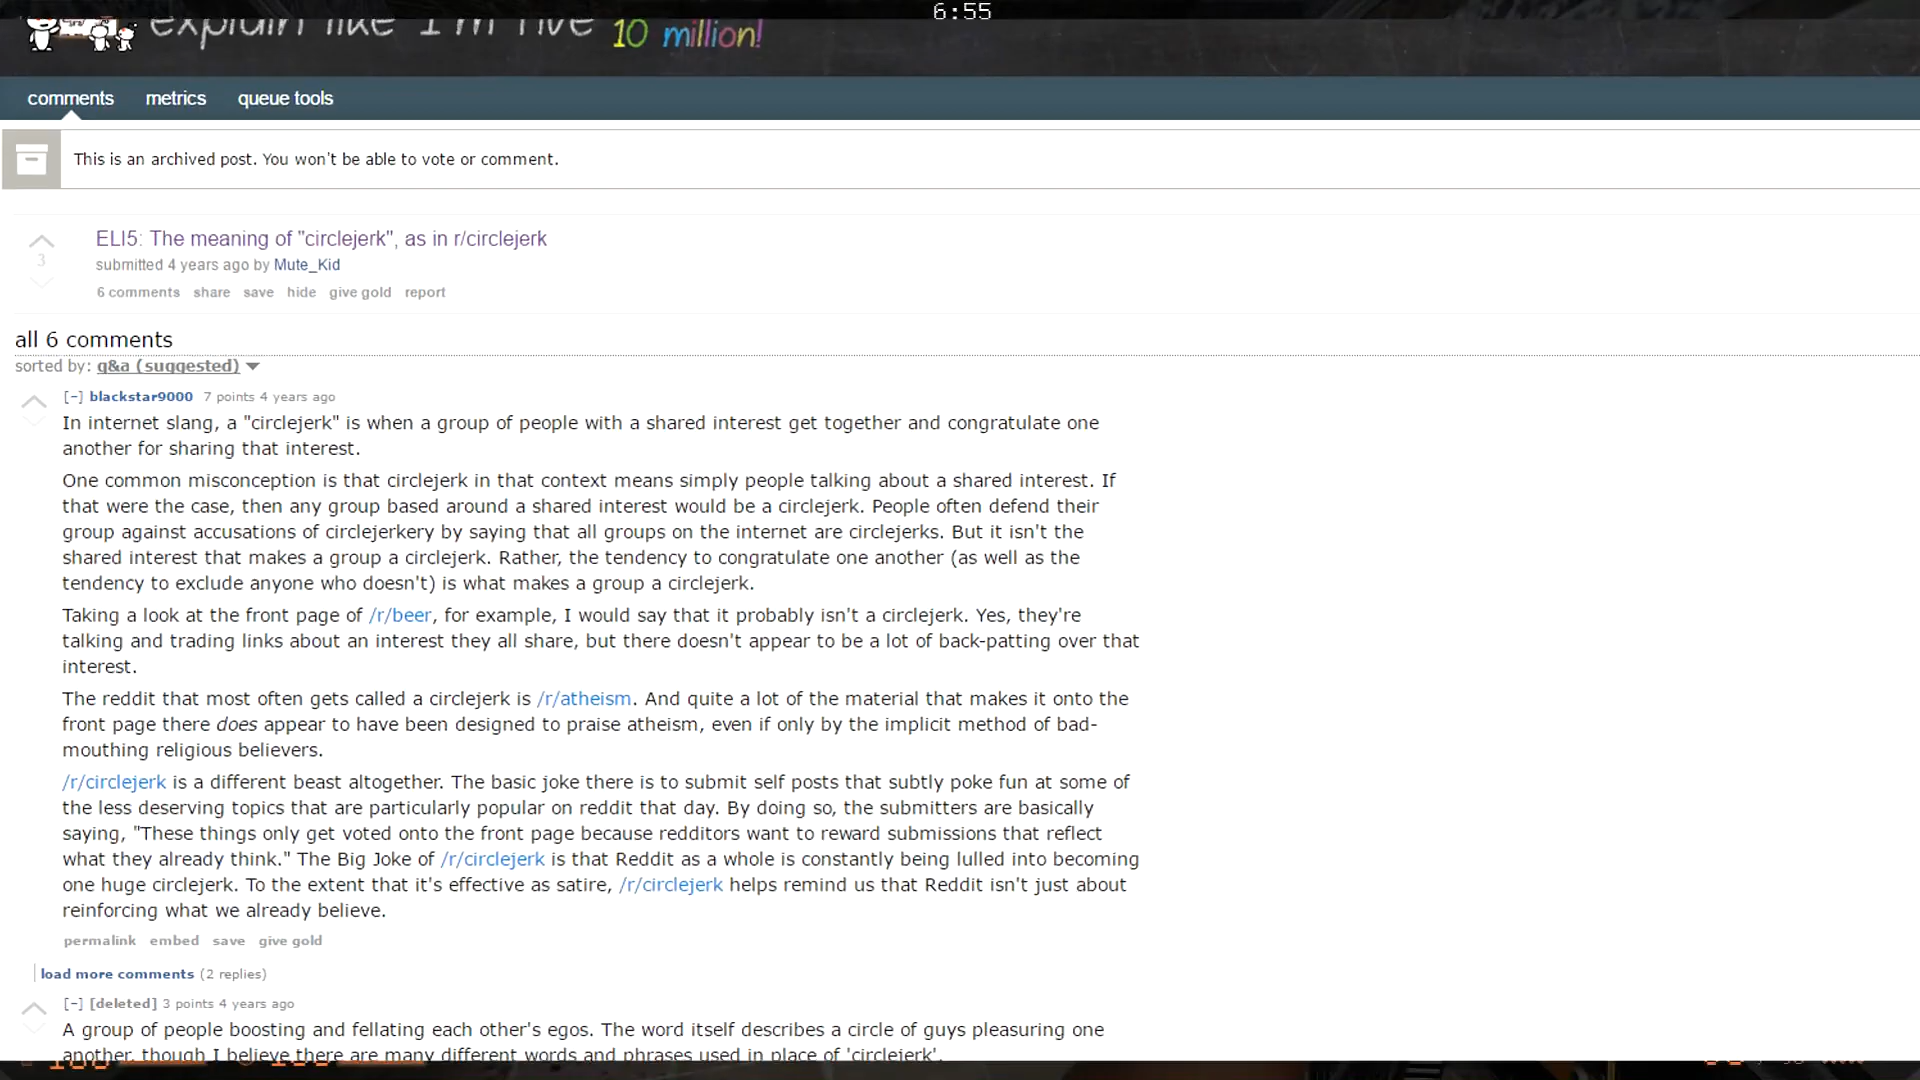 6:55
explain like I'm five 10 million!
comments metrics queue tools
This is an archived post. You won't be able to vote or comment.
ELI5: The meaning of "circlejerk", as in r/circlejerk
3
submitted 4 years ago by Mute_Kid
6 comments share save hide give gold report
all 6 comments
sorted by: q&a (suggested)
[–] blackstar9000 7 points 4 years ago
In internet slang, a "circlejerk" is when a group of people with a shared interest get together and congratulate one
another for sharing that interest.
One common misconception is that circlejerk in that context means simply people talking about a shared interest. If
that were the case, then any group based around a shared interest would be a circlejerk. People often defend their
group against accusations of circlejerkery by saying that all groups on the internet are circlejerks. But it isn't the
shared interest that makes a group a circlejerk. Rather, the tendency to congratulate one another (as well as the
tendency to exclude anyone who doesn't) is what makes a group a circlejerk.
Taking a look at the front page of /r/beer, for example, I would say that it probably isn't a circlejerk. Yes, they're
talking and trading links about an interest they all share, but there doesn't appear to be a lot of back-patting over that
interest.
The reddit that most often gets called a circlejerk is /r/atheism. And quite a lot of the material that makes it onto the
front page there does appear to have been designed to praise atheism, even if only by the implicit method of bad-
mouthing religious believers.
/r/circlejerk is a different beast altogether. The basic joke there is to submit self posts that subtly poke fun at some of
the less deserving topics that are particularly popular on reddit that day. By doing so, the submitters are basically
saying, "These things only get voted onto the front page because redditors want to reward submissions that reflect
what they already think." The Big Joke of /r/circlejerk is that Reddit as a whole is constantly being lulled into becoming
one huge circlejerk. To the extent that it's effective as satire, /r/circlejerk helps remind us that Reddit isn't just about
reinforcing what we already believe.
permalink embed save give gold
load more comments (2 replies)
[–] [deleted] 3 points 4 years ago
A group of people boosting and fellating each other's egos. The word itself describes a circle of guys pleasuring one
another, though I believe there are many different words and phrases used in place of 'circlejerk'.